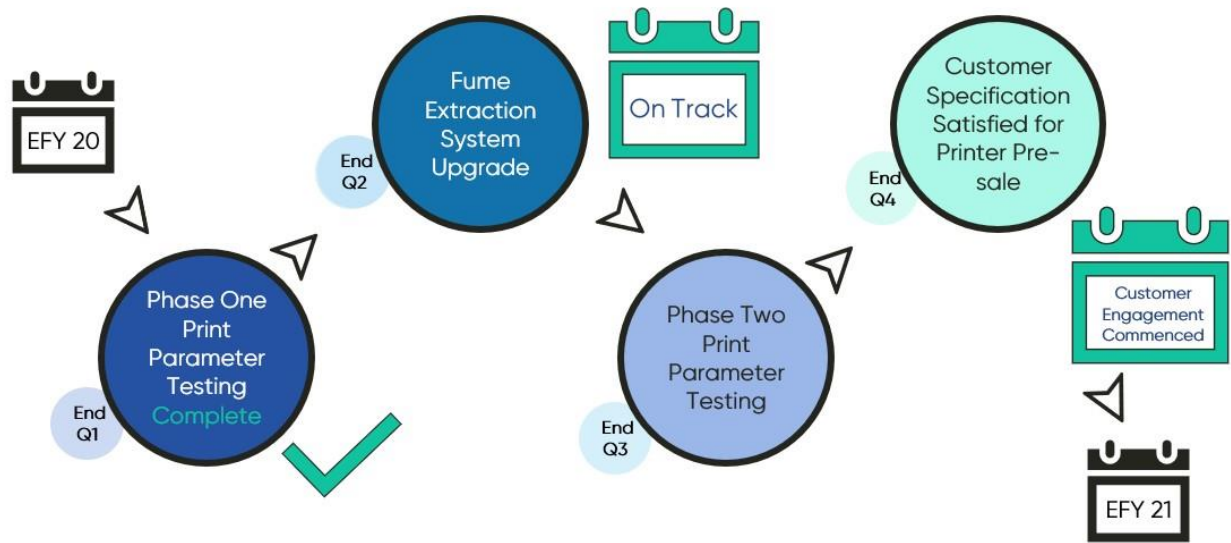 EFY 20
Phase One
Print
Parameter
Testing
Complete
End
Q1
Fume
Extraction
System
Upgrade
End
Q2
On Track
Phase Two
Print
Parameter
Testing
End
Q3
Customer
Specification
Satisfied for
Printer Pre-
sale
End
Q4
Customer
Engagement
Commenced
EFY 21